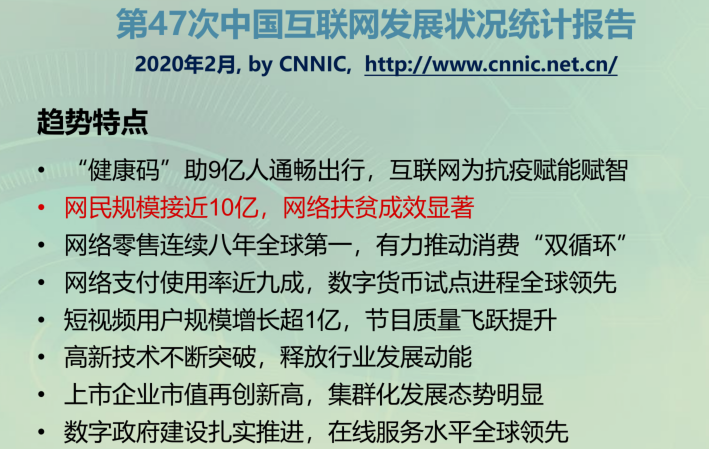 第47次中国互联网发展状况统计报告
2020年2月, by CNNIC, http://www.cnnic.net.cn/
趋势特点
• “健康码”助9亿人通畅出行，互联网为抗疫赋能赋智
• 网民规模接近10亿，网络扶贫成效显著
• 网络零售连续八年全球第一，有力推动消费“双循环”
• 网络支付使用率近九成，数字货币试点进程全球领先
• 短视频用户规模增长超1亿，节目质量飞跃提升
• 高新技术不断突破，释放行业发展动能
• 上市企业市值再创新高，集群化发展态势明显
• 数字政府建设扎实推进，在线服务水平全球领先